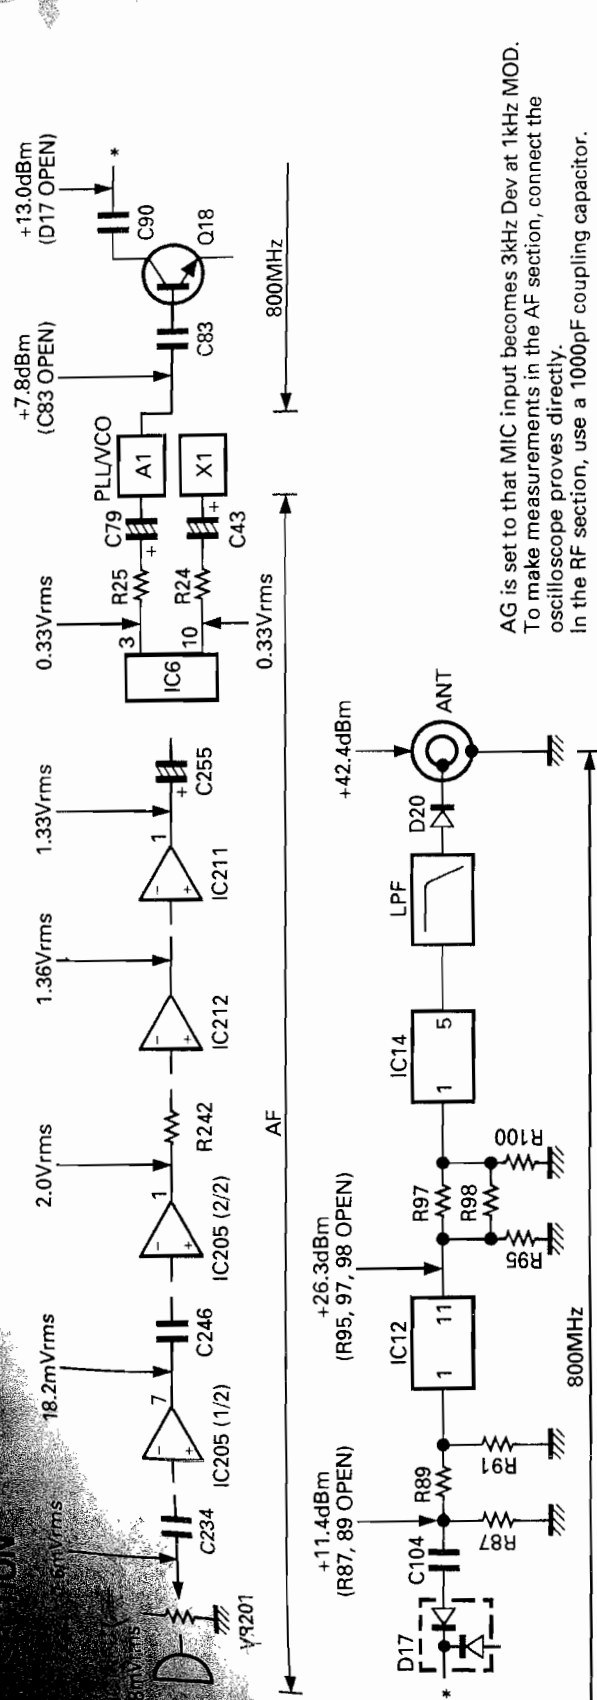 18.2mVrms
2.0Vrms
1.36Vrms
1.33Vrms
0.33Vrms
+7.8dBm
(C83 OPEN)
+13.0dBm
(D17 OPEN)
VR201
C234
7
IC205 (1/2)
C246
1
IC205 (2/2)
R242
IC212
1
IC211
C255
+
IC6
3
10
R25
R24
0.33Vrms
C79
+
C43
+
PLL/VCO
A1
X1
C83
Q18
C90
*
AF
800MHz
*
D17
C104
+11.4dBm
(R87, 89 OPEN)
R87
R89
R91
IC12
1
11
+26.3dBm
(R95, 97, 98 OPEN)
R97
R98
R95
R100
IC14
1
5
LPF
D20
+42.4dBm
ANT
800MHz
AG is set to that MIC input becomes 3kHz Dev at 1kHz MOD.
To make measurements in the AF section, connect the
oscilloscope proves directly.
In the RF section, use a 1000pF coupling capacitor.